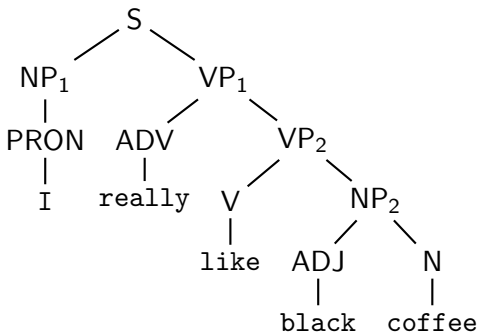 S
NP₁ VP₁
PRON ADV VP₂
I really V NP₂
like ADJ N
black coffee